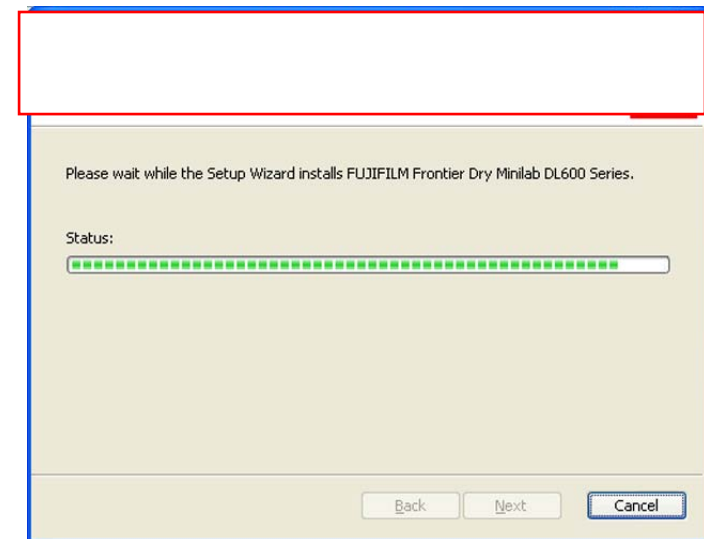 Please wait while the Setup Wizard installs FUJIFILM Frontier Dry Minilab DL600 Series.
Status:
Back Next Cancel